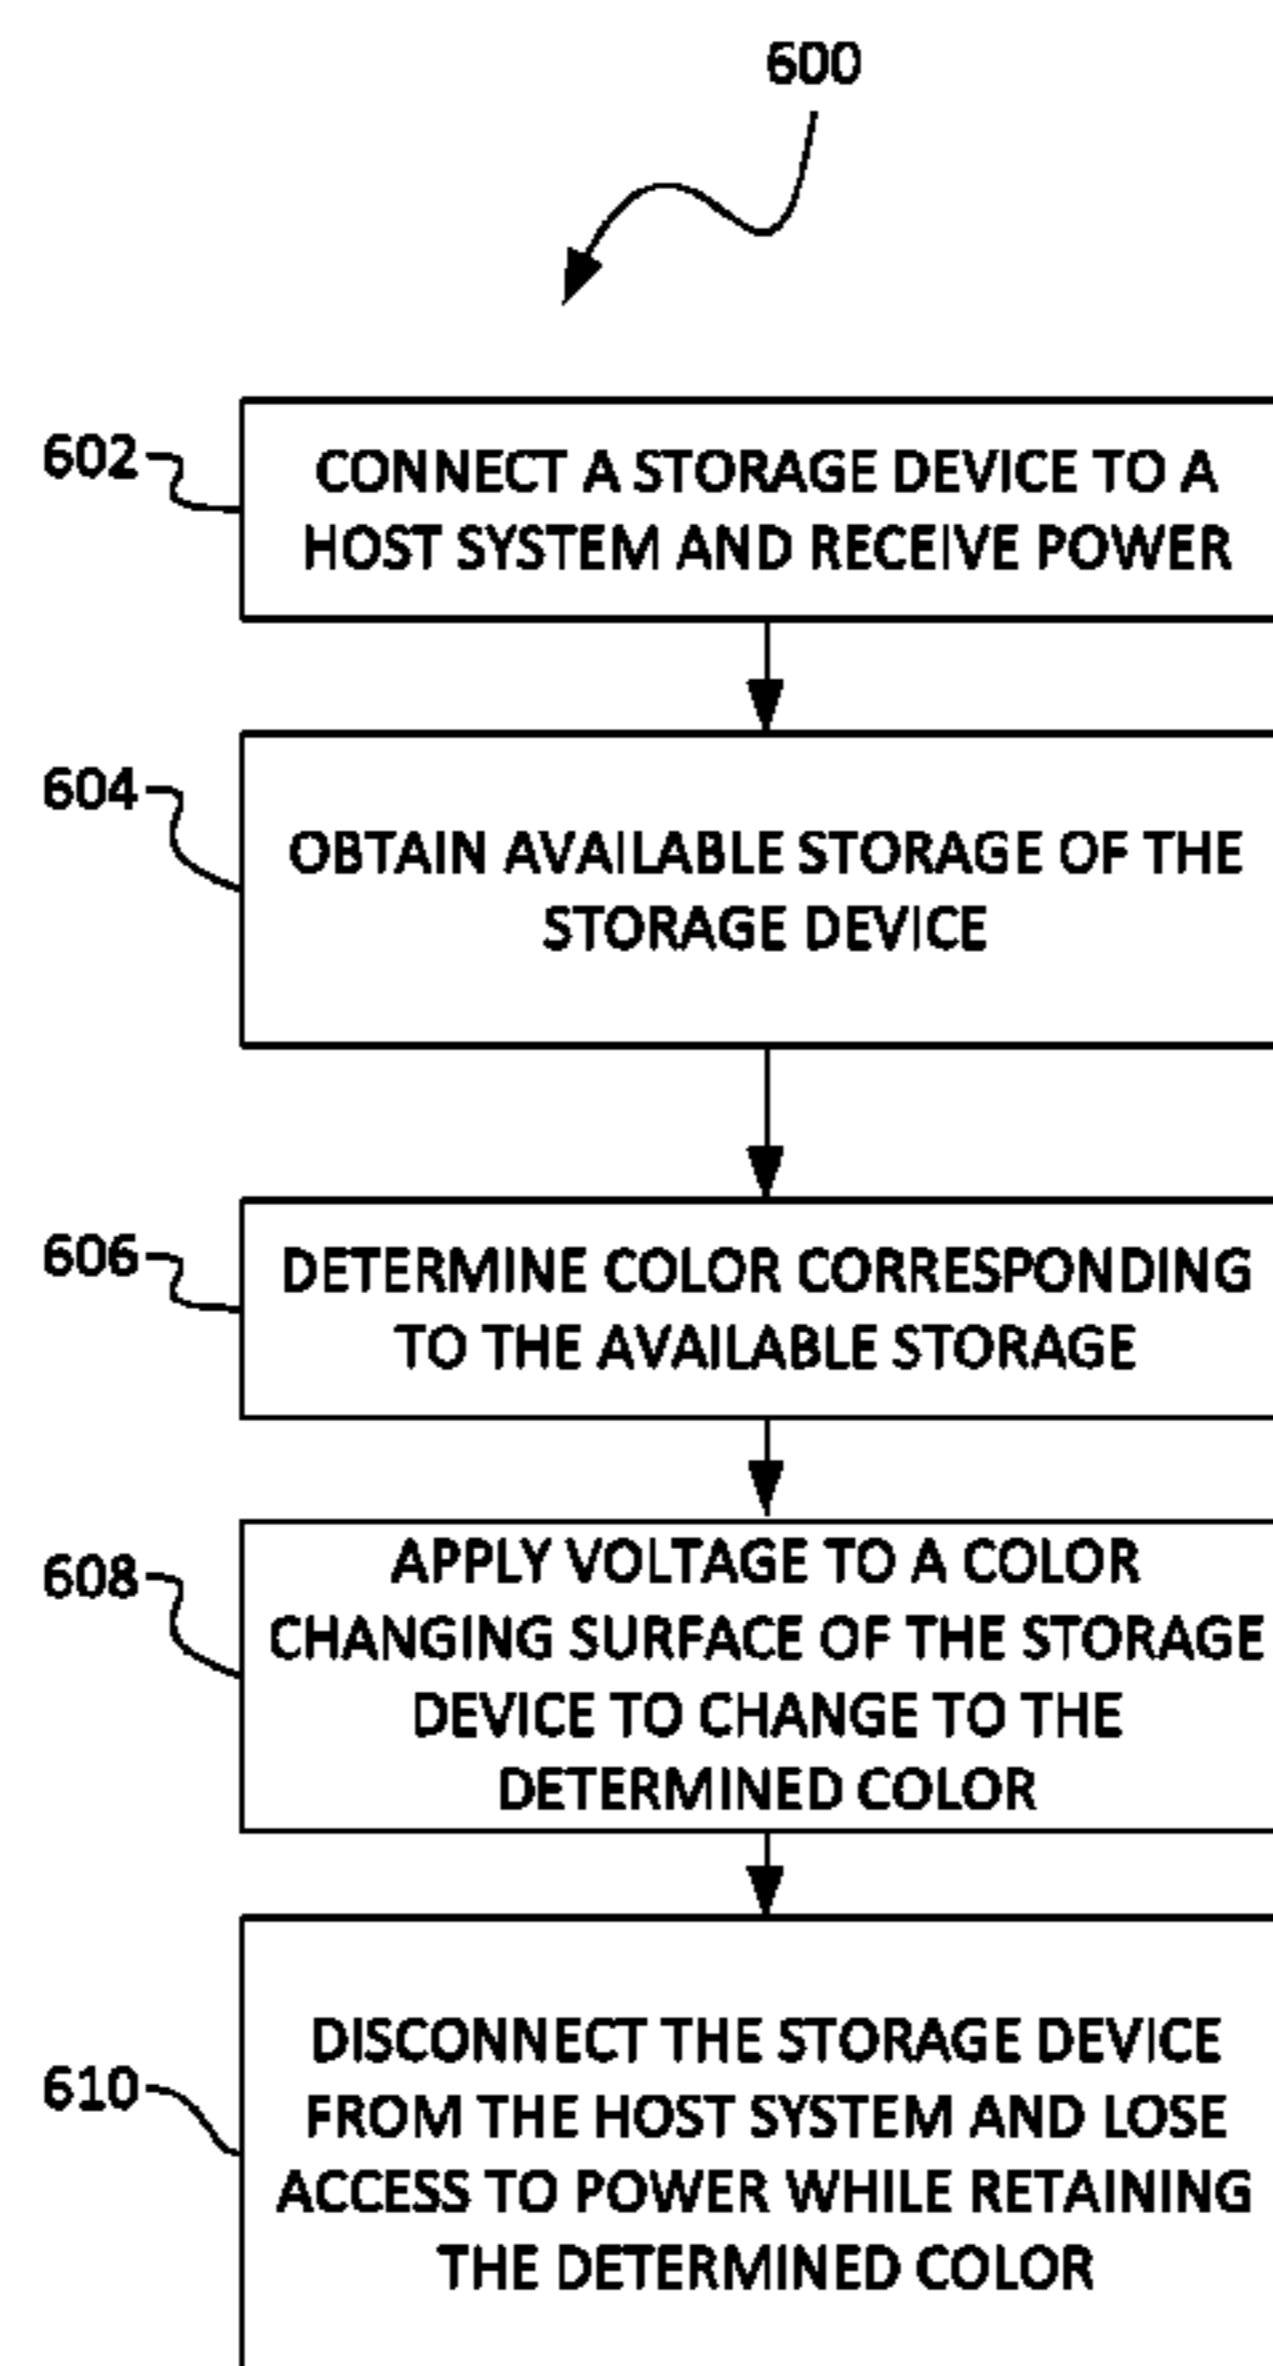 600
602
CONNECT A STORAGE DEVICE TO A
HOST SYSTEM AND RECEIVE POWER
604
OBTAIN AVAILABLE STORAGE OF THE
STORAGE DEVICE
606
DETERMINE COLOR CORRESPONDING
TO THE AVAILABLE STORAGE
608
APPLY VOLTAGE TO A COLOR
CHANGING SURFACE OF THE STORAGE
DEVICE TO CHANGE TO THE
DETERMINED COLOR
610
DISCONNECT THE STORAGE DEVICE
FROM THE HOST SYSTEM AND LOSE
ACCESS TO POWER WHILE RETAINING
THE DETERMINED COLOR